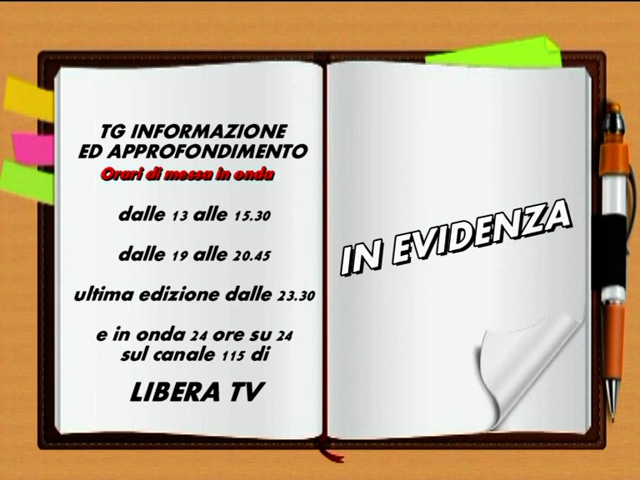 TG INFORMAZIONE
ED APPROFONDIMENTO
Orari di messa in onda
dalle 13 alle 15.30
dalle 19 alle 20.45
ultima edizione dalle 23.30
e in onda 24 ore su 24
sul canale 115 di
LIBERA TV
IN EVIDENZA